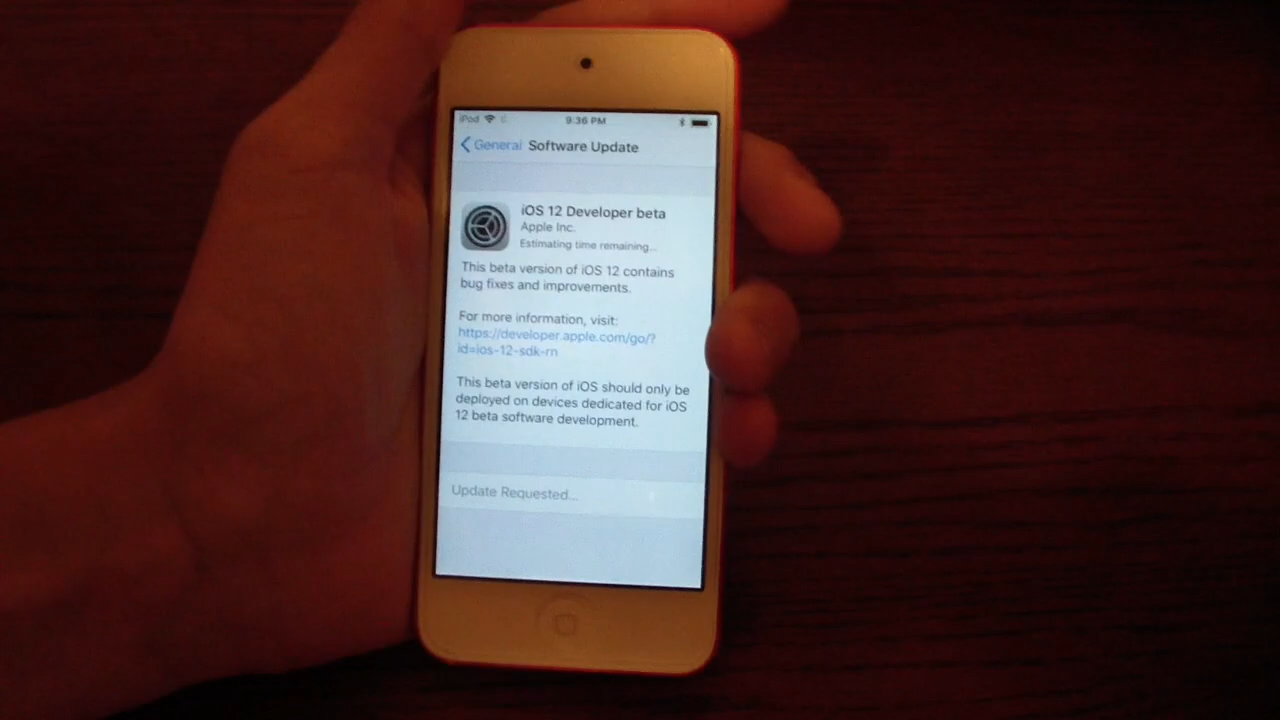 iPod 9:36 PM
General Software Update
iOS 12 Developer beta
Apple Inc.
Estimating time remaining...
This beta version of iOS 12 contains
bug fixes and improvements.
For more information, visit:
https://developer.apple.com/go/?
id=ios-12-sdk-rn
This beta version of iOS should only be
deployed on devices dedicated for iOS
12 beta software development.
Update Requested...